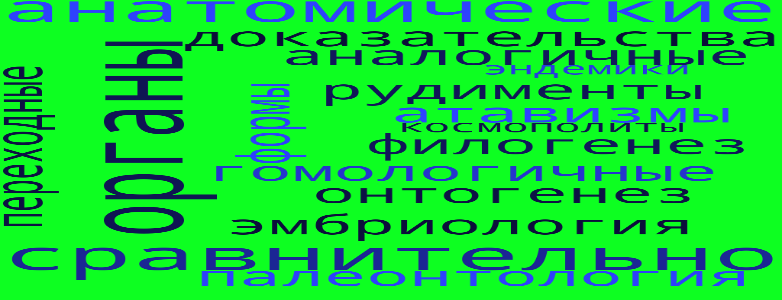 анатомические
доказательства
аналогичные
эндемики
переходные
органы
формы
рудименты
атавизмы
космополиты
филогенез
гомологичные
онтогенез
эмбриология
сравнительно
палеонтология